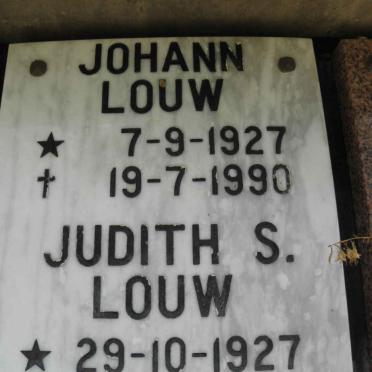 JOHANN
LOUW
★ 7-9-1927
✝ 19-7-1990
JUDITH S.
LOUW
★ 29-10-1927